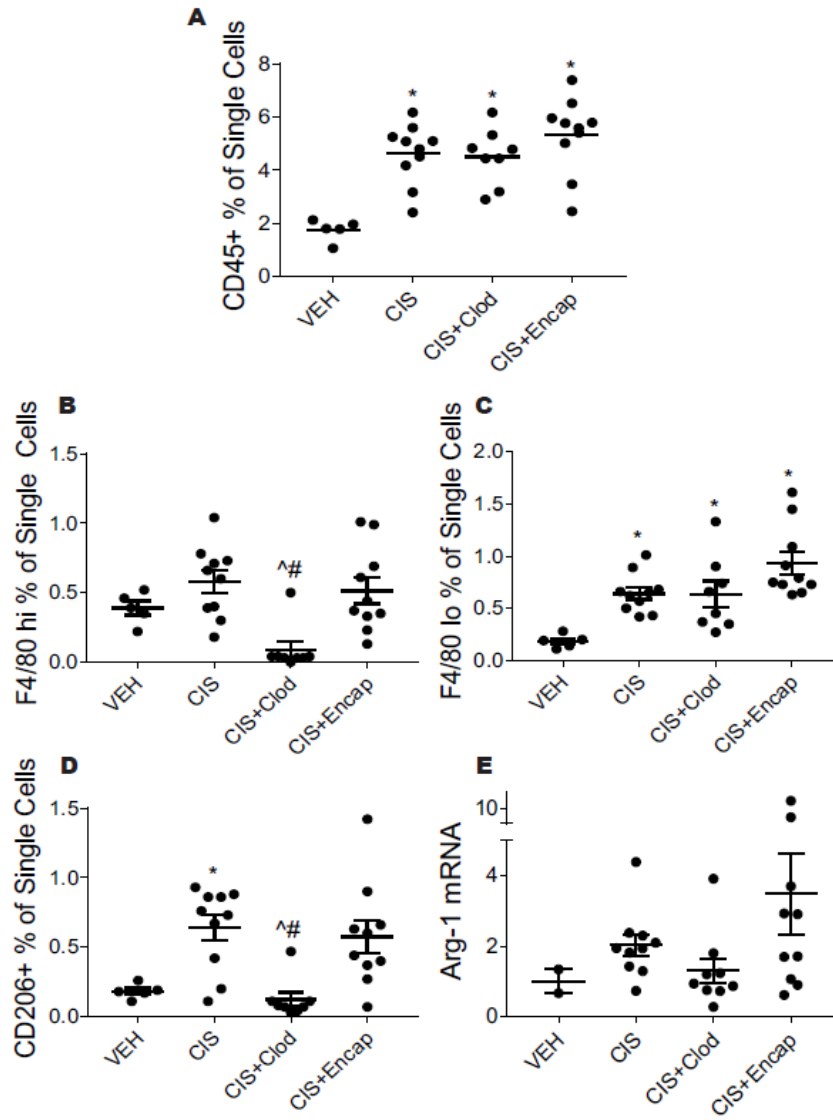 A
CD45+ % of Single Cells
8
6
4
2
0
* * *
VEH CIS CIS+Clod CIS+Encap
B
F4/80 hi % of Single Cells
1.5
1.0
0.5
0.0
^#
VEH CIS CIS+Clod CIS+Encap
C
F4/80 lo % of Single Cells
2.0
1.5
1.0
0.5
0.0
* * *
VEH CIS CIS+Clod CIS+Encap
D
CD206+ % of Single Cells
1.5
1.0
0.5
0.0
* ^#
VEH CIS CIS+Clod CIS+Encap
E
Arg-1 mRNA
10
4
2
0
VEH CIS CIS+Clod CIS+Encap